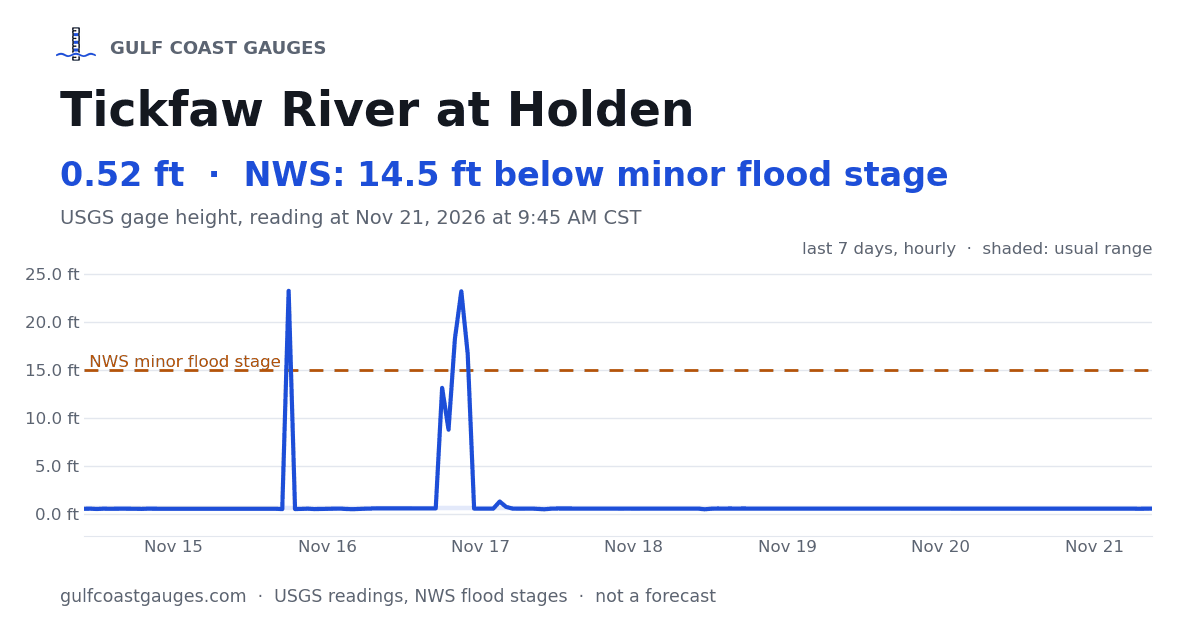 GULF COAST GAUGES
Tickfaw River at Holden
0.52 ft · NWS: 14.5 ft below minor flood stage
USGS gage height, reading at Nov 21, 2026 at 9:45 AM CST
last 7 days, hourly · shaded: usual range
25.0 ft
20.0 ft
NWS minor flood stage
15.0 ft
10.0 ft
5.0 ft
0.0 ft
Nov 15 Nov 16 Nov 17 Nov 18 Nov 19 Nov 20 Nov 21
gulfcoastgauges.com · USGS readings, NWS flood stages · not a forecast